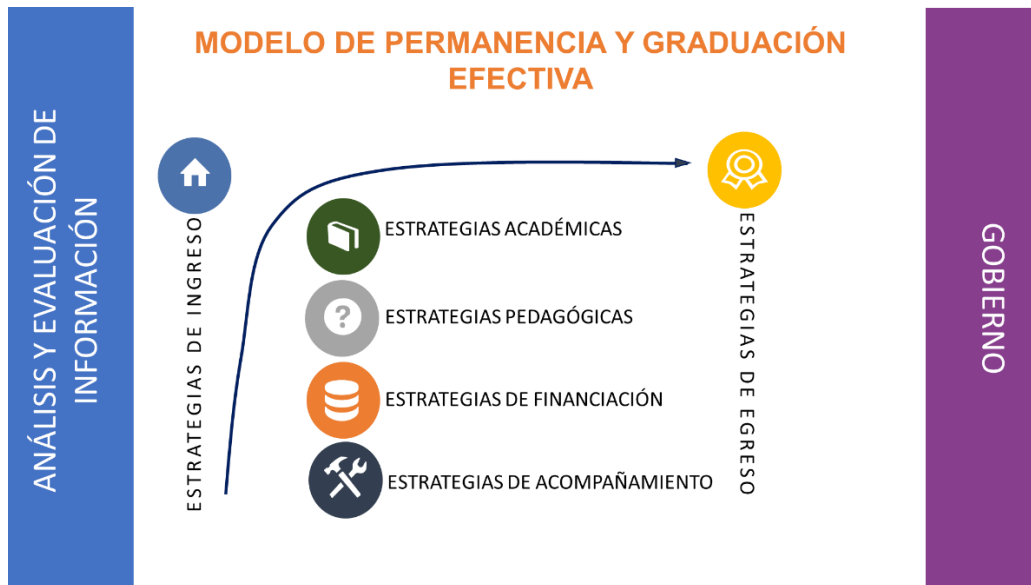 MODELO DE PERMANENCIA Y GRADUACIÓN
EFECTIVA
ANÁLISIS Y EVALUACIÓN DE
INFORMACIÓN
ESTRATEGIAS DE INGRESO
ESTRATEGIAS ACADÉMICAS
?
ESTRATEGIAS PEDAGÓGICAS
ESTRATEGIAS DE FINANCIACIÓN
ESTRATEGIAS DE ACOMPAÑAMIENTO
ESTRATEGIAS DE EGRESO
GOBIERNO